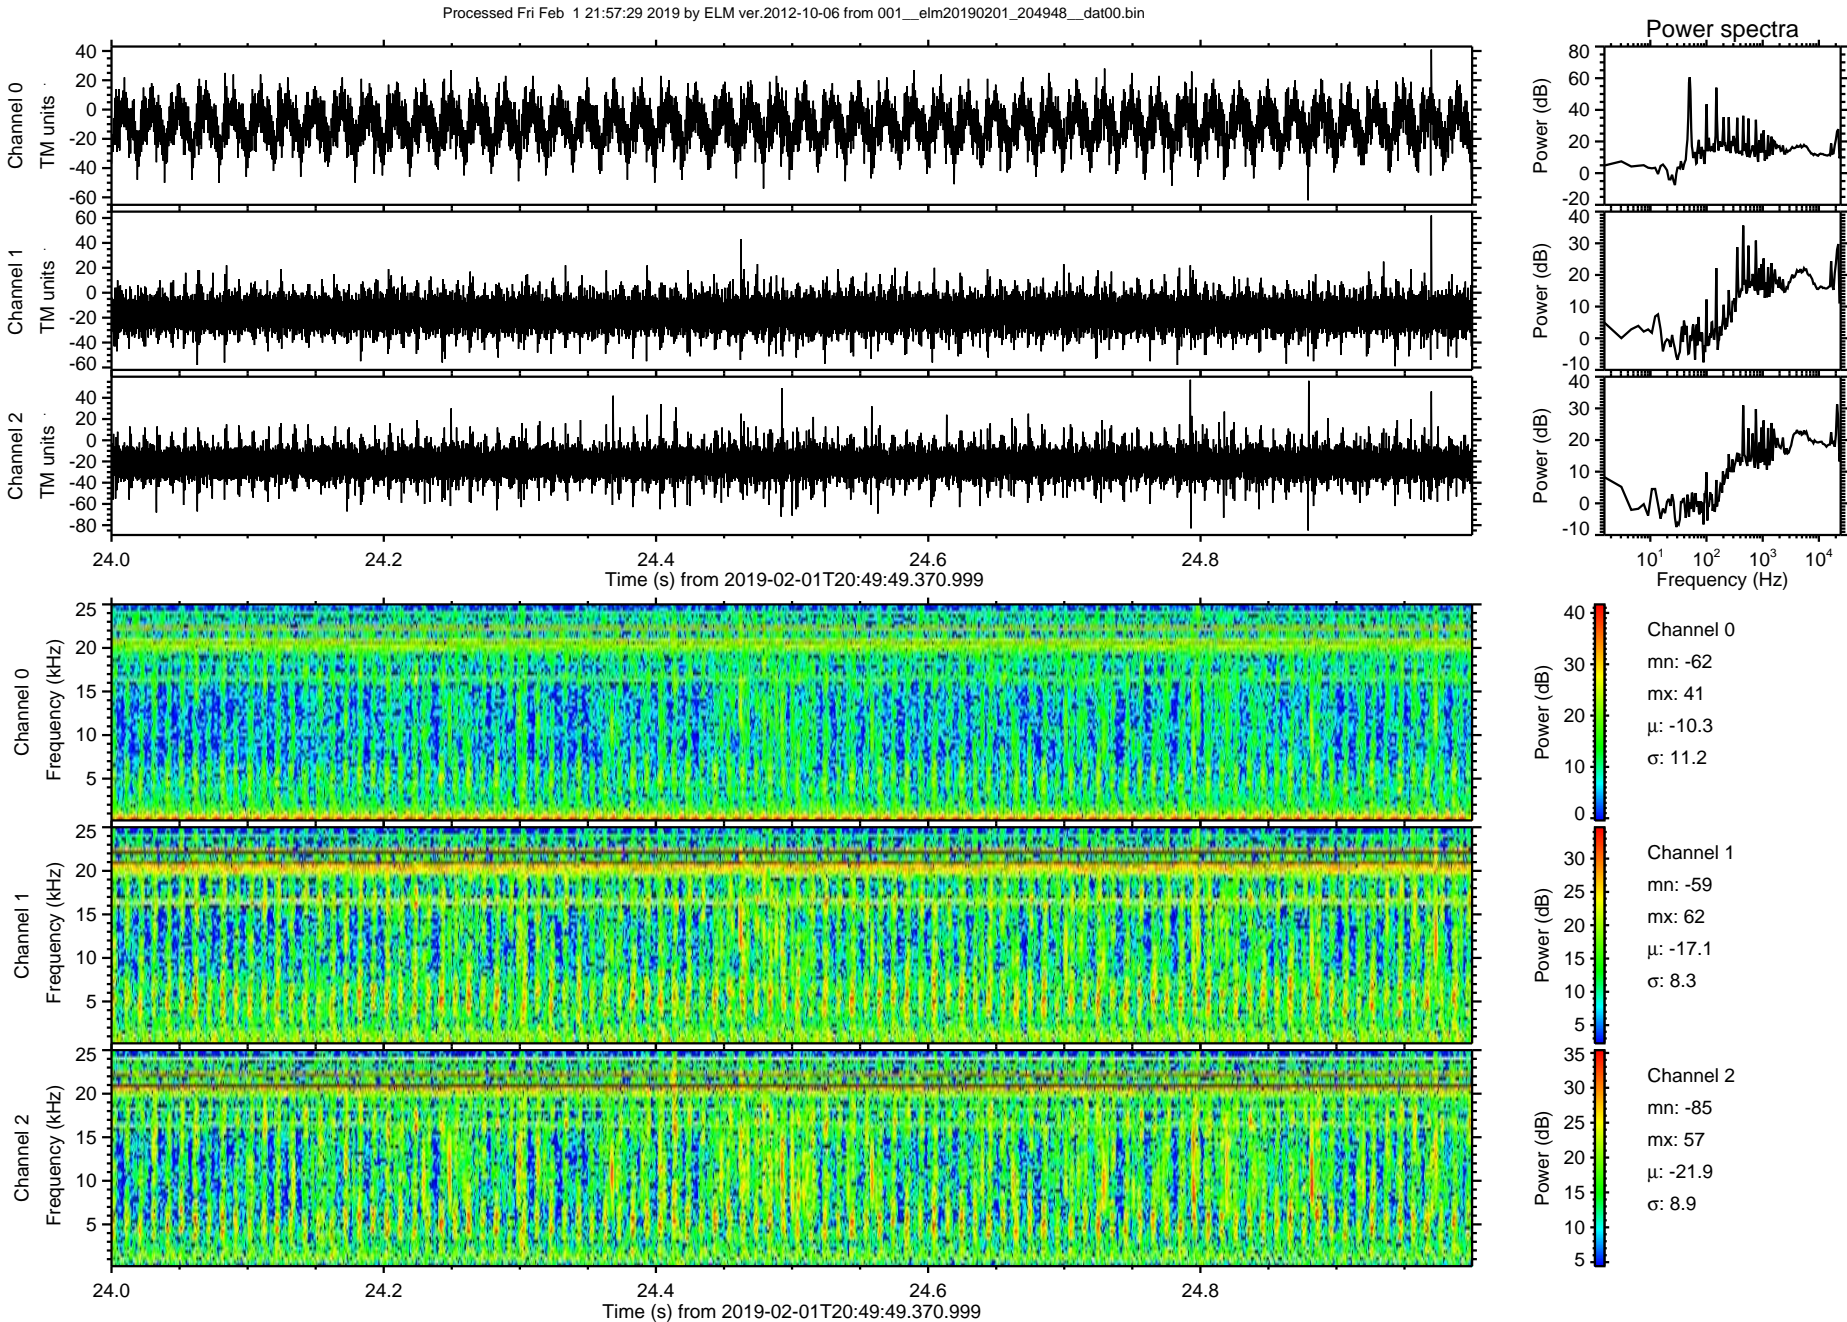 Processed Fri Feb  1 21:57:29 2019 by ELM ver.2012-10-06 from 001__elm20190201_204948__dat00.bin
Power spectra
Channel 0
TM units
40
20
0
-20
-40
-60
Power (dB)
80
60
40
20
0
-20
Channel 1
TM units
60
40
20
0
-20
-40
-60
Power (dB)
40
30
20
10
0
-10
Channel 2
TM units
40
20
0
-20
-40
-60
-80
Power (dB)
40
30
20
10
0
-10
24.0 24.2 24.4 24.6 24.8
Time (s) from 2019-02-01T20:49:49.370.999
10^1 10^2 10^3 10^4
Frequency (Hz)
Channel 0
Frequency (kHz)
25
20
15
10
5
Power (dB)
40
30
20
10
0
Channel 0
mn: -62
mx: 41
μ: -10.3
σ: 11.2
Channel 1
Frequency (kHz)
25
20
15
10
5
Power (dB)
30
25
20
15
10
5
Channel 1
mn: -59
mx: 62
μ: -17.1
σ: 8.3
Channel 2
Frequency (kHz)
25
20
15
10
5
Power (dB)
35
30
25
20
15
10
5
Channel 2
mn: -85
mx: 57
μ: -21.9
σ: 8.9
24.0 24.2 24.4 24.6 24.8
Time (s) from 2019-02-01T20:49:49.370.999